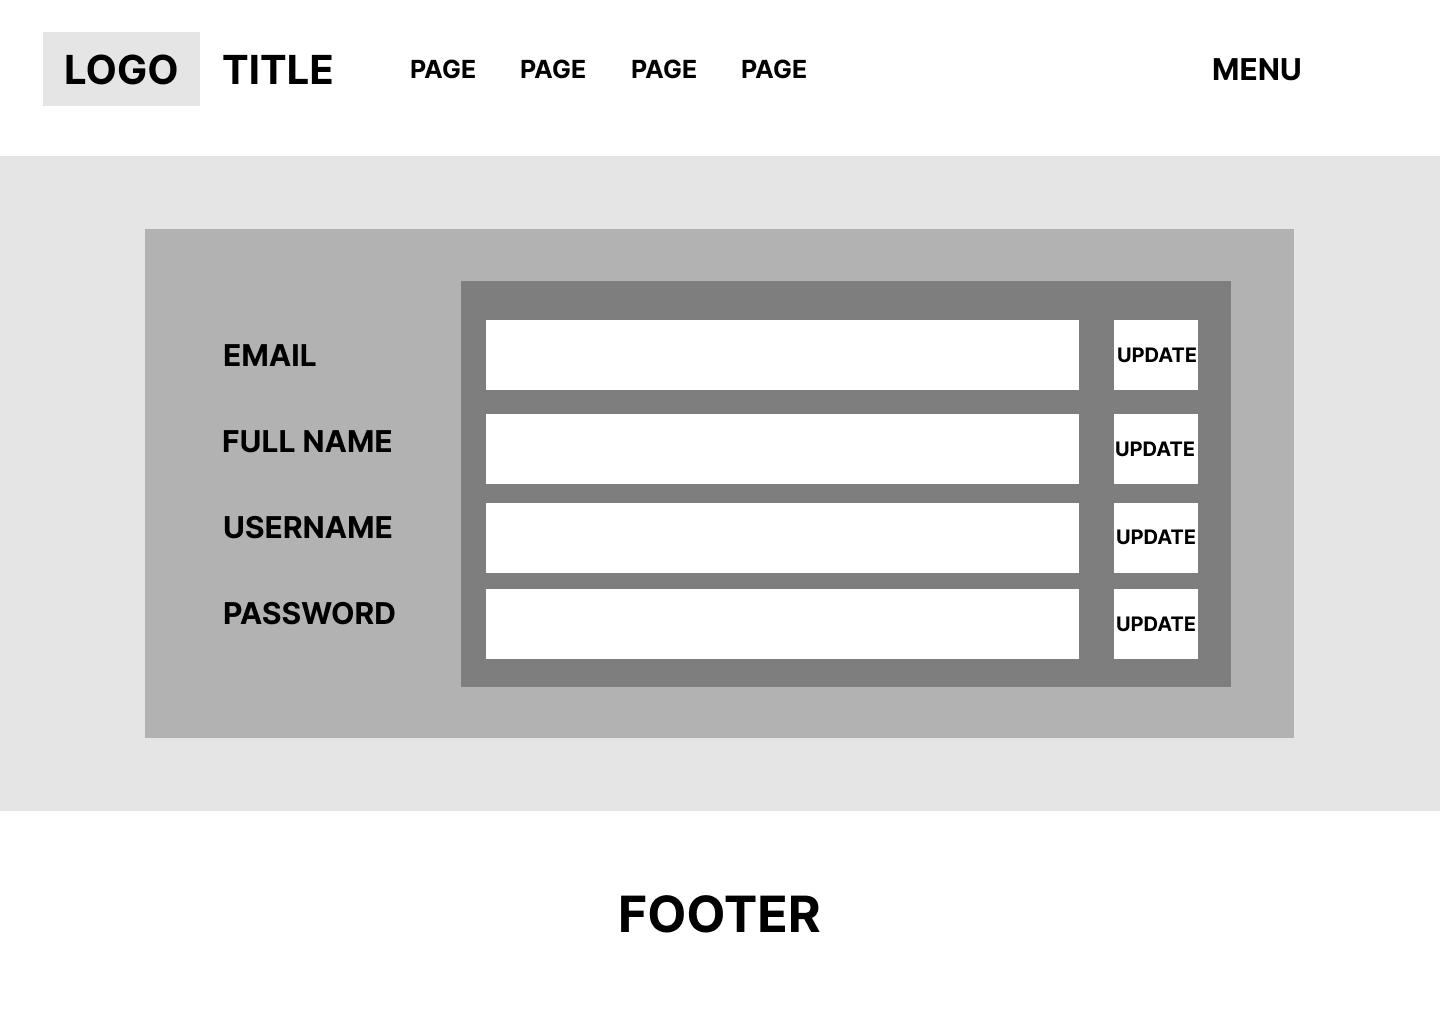 LOGO TITLE PAGE PAGE PAGE PAGE MENU
EMAIL UPDATE
FULL NAME UPDATE
USERNAME UPDATE
PASSWORD UPDATE
FOOTER